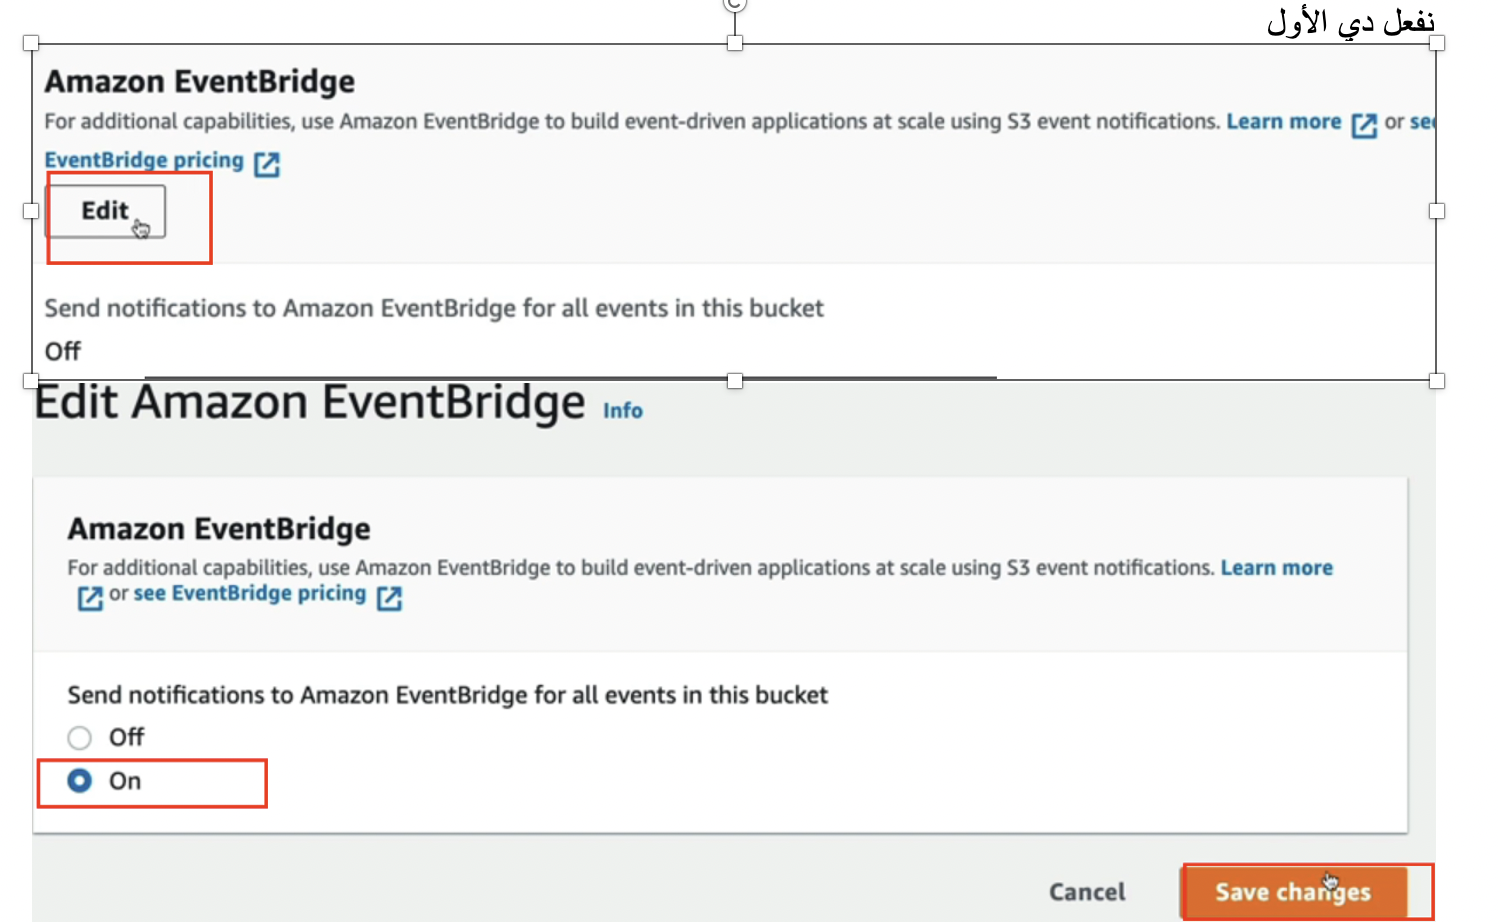 نفعل دي الأول
Amazon EventBridge
For additional capabilities, use Amazon EventBridge to build event-driven applications at scale using S3 event notifications. Learn more or see
EventBridge pricing
Edit
Send notifications to Amazon EventBridge for all events in this bucket
Off
Edit Amazon EventBridge Info
Amazon EventBridge
For additional capabilities, use Amazon EventBridge to build event-driven applications at scale using S3 event notifications. Learn more
or see EventBridge pricing
Send notifications to Amazon EventBridge for all events in this bucket
Off
On
Cancel Save changes